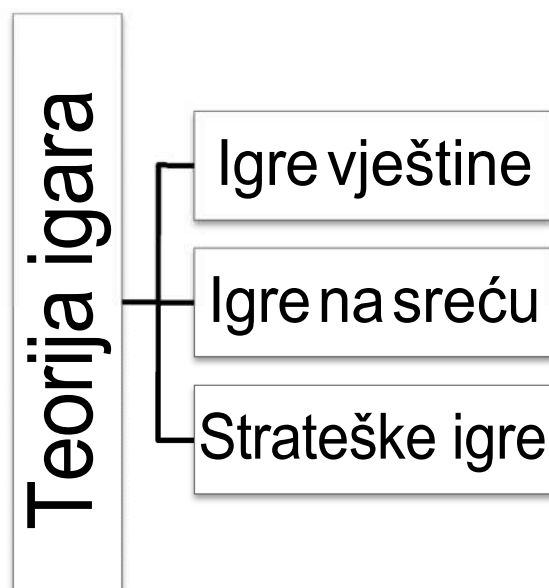 Teorija igara
Igre vještine
Igre na sreću
Strateške igre